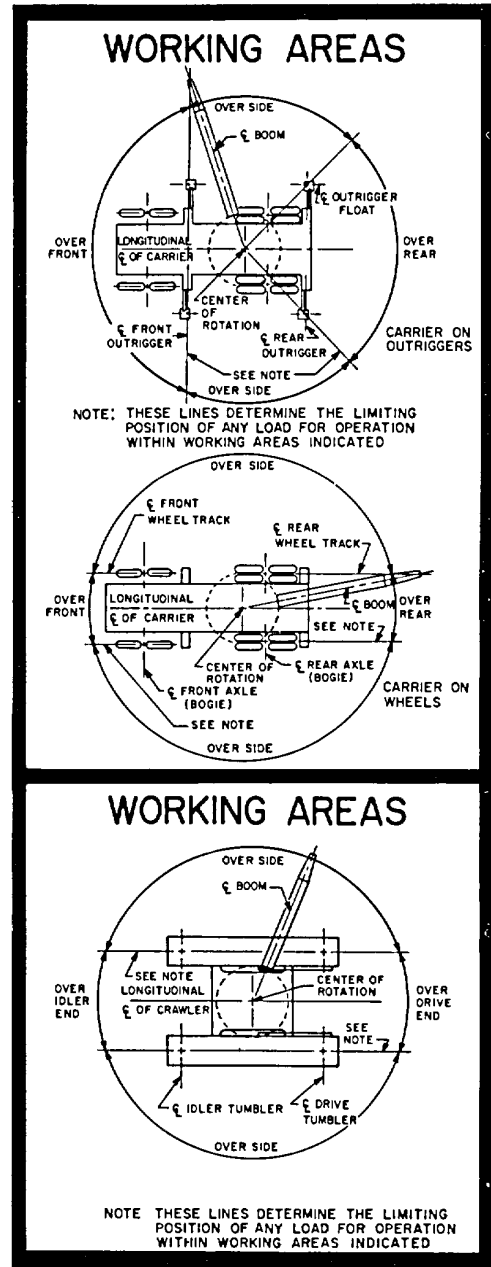 WORKING AREAS
OVER SIDE
℄ BOOM
℄ OUTRIGGER
FLOAT
OVER
FRONT
LONGITUDINAL
℄ OF CARRIER
OVER
REAR
CENTER
OF
ROTATION
℄ FRONT
OUTRIGGER
℄ REAR
OUTRIGGER
CARRIER ON
OUTRIGGERS
SEE NOTE
OVER SIDE
NOTE: THESE LINES DETERMINE THE LIMITING
POSITION OF ANY LOAD FOR OPERATION
WITHIN WORKING AREAS INDICATED
OVER SIDE
℄ FRONT
WHEEL TRACK
℄ REAR
WHEEL TRACK
OVER
FRONT
LONGITUDINAL
℄ OF CARRIER
℄ BOOM
OVER
REAR
SEE NOTE
CENTER OF
ROTATION
℄ REAR AXLE
(BOGIE)
℄ FRONT AXLE
(BOGIE)
CARRIER ON
WHEELS
SEE NOTE
OVER SIDE
WORKING AREAS
OVER SIDE
℄ BOOM
SEE NOTE
LONGITUDINAL
℄ OF CRAWLER
CENTER OF
ROTATION
OVER
IDLER
END
OVER
DRIVE
END
SEE
NOTE
℄ IDLER TUMBLER
℄ DRIVE
TUMBLER
OVER SIDE
NOTE THESE LINES DETERMINE THE LIMITING
POSITION OF ANY LOAD FOR OPERATION
WITHIN WORKING AREAS INDICATED